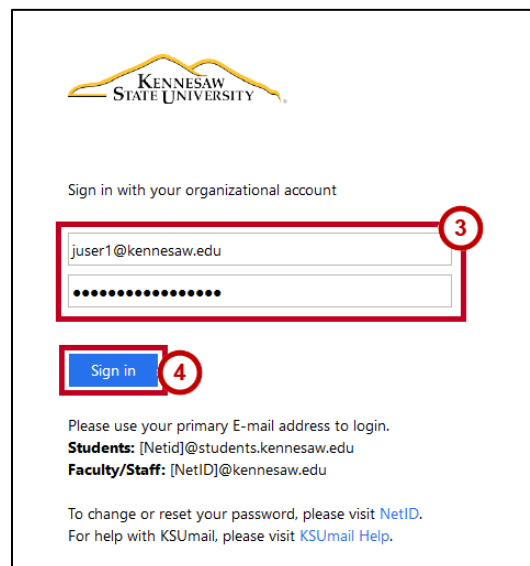 KENNESAW
STATE UNIVERSITY
Sign in with your organizational account
3
juser1@kennesaw.edu
•••••••••••••••••
Sign in
4
Please use your primary E-mail address to login.
Students: [Netid]@students.kennesaw.edu
Faculty/Staff: [NetID]@kennesaw.edu
To change or reset your password, please visit NetID.
For help with KSUmail, please visit KSUmail Help.